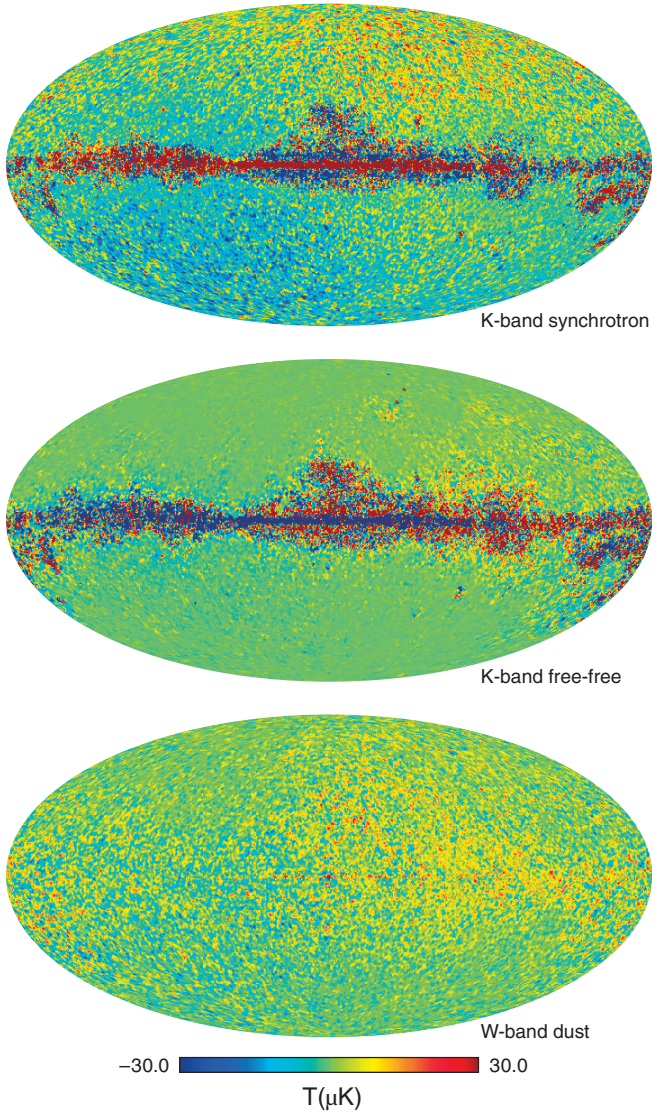 K-band synchrotron
K-band free-free
W-band dust
−30.0 30.0
T(μK)